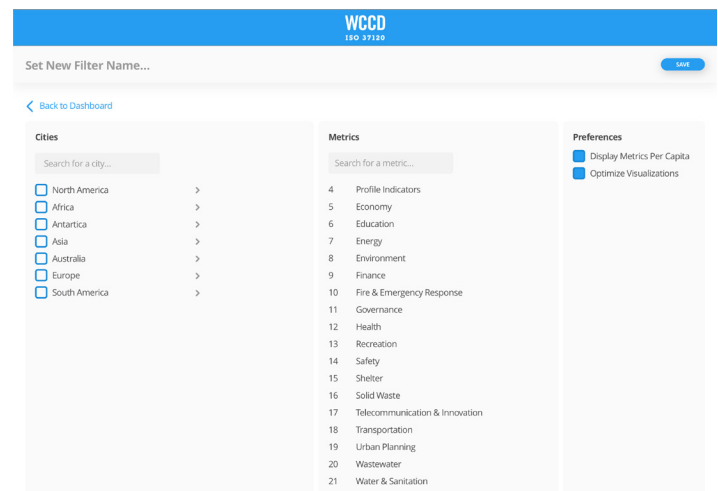 WCCD
ISO 37120
Set New Filter Name...
SAVE
Back to Dashboard
Cities
Search for a city...
North America
Africa
Antartica
Asia
Australia
Europe
South America
Metrics
Search for a metric...
4 Profile Indicators
5 Economy
6 Education
7 Energy
8 Environment
9 Finance
10 Fire & Emergency Response
11 Governance
12 Health
13 Recreation
14 Safety
15 Shelter
16 Solid Waste
17 Telecommunication & Innovation
18 Transportation
19 Urban Planning
20 Wastewater
21 Water & Sanitation
Preferences
Display Metrics Per Capita
Optimize Visualizations